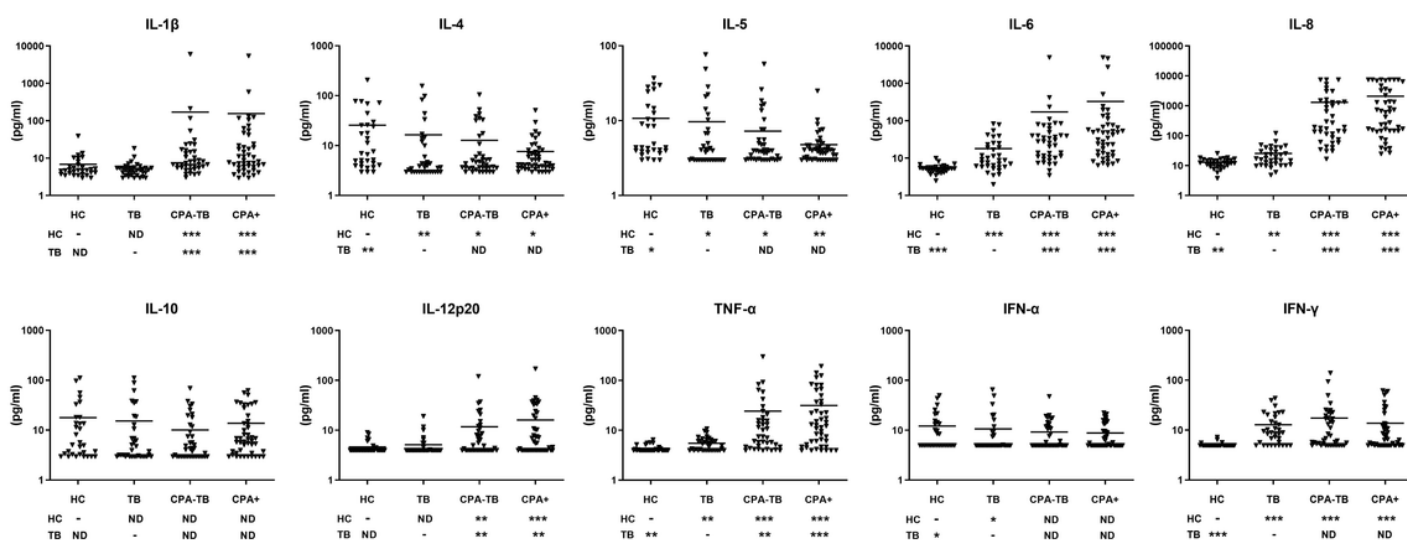 IL-1β
10000
1000
100
10
1
(pg/ml)
HC TB CPA-TB CPA+
HC - ND *** ***
TB ND - *** ***
IL-4
1000
100
10
1
(pg/ml)
HC TB CPA-TB CPA+
HC - ** * *
TB ** - ND ND
IL-5
100
10
1
(pg/ml)
HC TB CPA-TB CPA+
HC - * * **
TB * - ND ND
IL-6
10000
1000
100
10
1
(pg/ml)
HC TB CPA-TB CPA+
HC - *** *** ***
TB *** - *** ***
IL-8
100000
10000
1000
100
10
1
(pg/ml)
HC TB CPA-TB CPA+
HC - ** *** ***
TB ** - *** ***
IL-10
1000
100
10
1
(pg/ml)
HC TB CPA-TB CPA+
HC - ND ND ND
TB ND - ND ND
IL-12p20
1000
100
10
1
(pg/ml)
HC TB CPA-TB CPA+
HC - ND ** ***
TB ND - ** **
TNF-α
1000
100
10
1
(pg/ml)
HC TB CPA-TB CPA+
HC - ** *** ***
TB ** - ** ***
IFN-α
1000
100
10
1
(pg/ml)
HC TB CPA-TB CPA+
HC - * ND ND
TB * - ND ND
IFN-γ
1000
100
10
1
(pg/ml)
HC TB CPA-TB CPA+
HC - *** *** ***
TB *** - ND ND